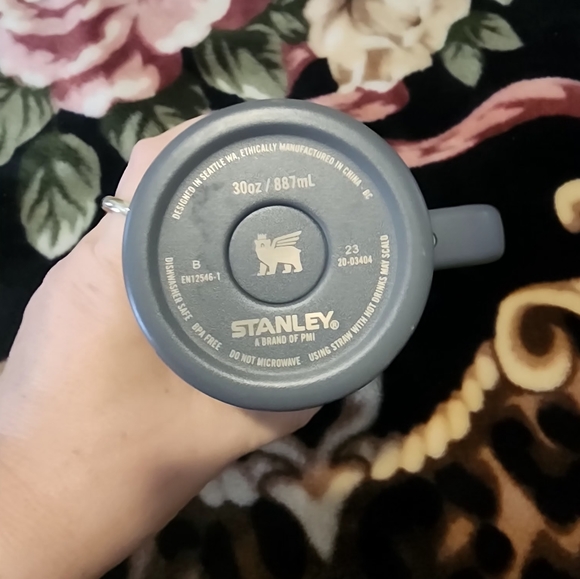 DESIGNED IN SEATTLE WA, ETHICALLY MANUFACTURED IN CHINA - QC
30oz / 887mL
B
EN12546-1
23
20-03404
STANLEY®
A BRAND OF PMI
DISHWASHER SAFE BPA FREE DO NOT MICROWAVE USING STRAW WITH HOT DRINKS MAY SCALD